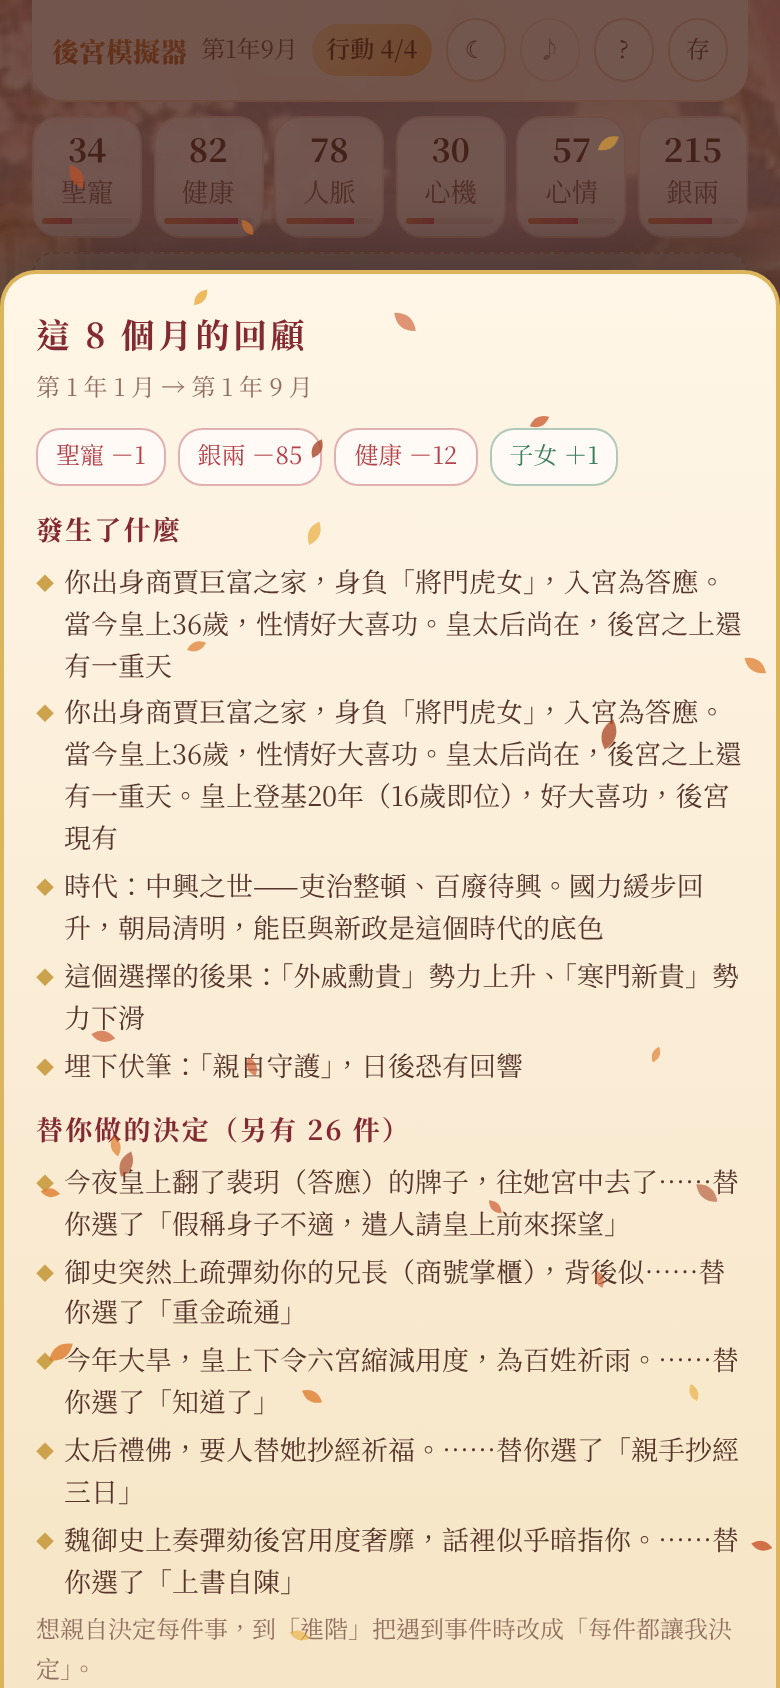 後宮模擬器 第1年9月 行動 4/4 ☾ ♪ ? 存
34 82 78 30 57 215
聖寵 健康 人脈 心機 心情 銀兩
這 8 個月的回顧
第 1 年 1 月 → 第 1 年 9 月
聖寵 −1 銀兩 −85 健康 −12 子女 +1
發生了什麼
◆ 你出身商賈巨富之家，身負「將門虎女」，入宮為答應。
當今皇上36歲，性情好大喜功。皇太后尚在，後宮之上還
有一重天
◆ 你出身商賈巨富之家，身負「將門虎女」，入宮為答應。
當今皇上36歲，性情好大喜功。皇太后尚在，後宮之上還
有一重天。皇上登基20年（16歲即位），好大喜功，後宮
現有
◆ 時代：中興之世——吏治整頓、百廢待興。國力緩步回
升，朝局清明，能臣與新政是這個時代的底色
◆ 這個選擇的後果：「外戚勳貴」勢力上升、「寒門新貴」勢
力下滑
◆ 埋下伏筆：「親自守護」，日後恐有回響
替你做的決定（另有 26 件）
◆ 今夜皇上翻了裴玥（答應）的牌子，往她宮中去了……替
你選了「假稱身子不適，遣人請皇上前來探望」
◆ 御史突然上疏彈劾你的兄長（商號掌櫃），背後似……替
你選了「重金疏通」
◆ 今年大旱，皇上下令六宮縮減用度，為百姓祈雨。……替
你選了「知道了」
◆ 太后禮佛，要人替她抄經祈福。……替你選了「親手抄經
三日」
◆ 魏御史上奏彈劾後宮用度奢靡，話裡似乎暗指你。……替
你選了「上書自陳」
想親自決定每件事，到「進階」把遇到事件時改成「每件都讓我決
定」。